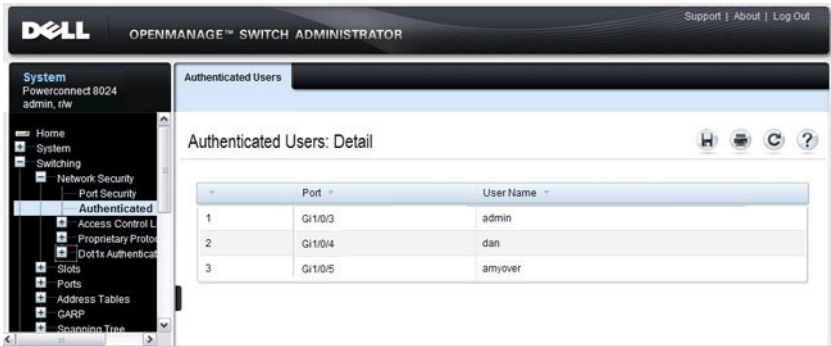 Support | About | Log Out
DELL OPENMANAGE™ SWITCH ADMINISTRATOR
System
Powerconnect 8024
admin, r/w
Authenticated Users
Home
System
Switching
Network Security
Port Security
Authenticated
Access Control L
Proprietary Protoc
Dot1x Authenticat
Slots
Ports
Address Tables
GARP
Spanning Tree
Authenticated Users: Detail
Port User Name
1 Gi1/0/3 admin
2 Gi1/0/4 dan
3 Gi1/0/5 amyover